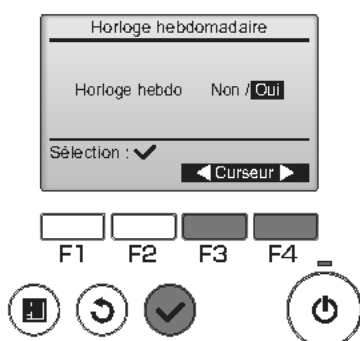 Horloge hebdomadaire
Horloge hebdo Non / Oui
Sélection : ✔
◀ Curseur ▶
F1 F2 F3 F4